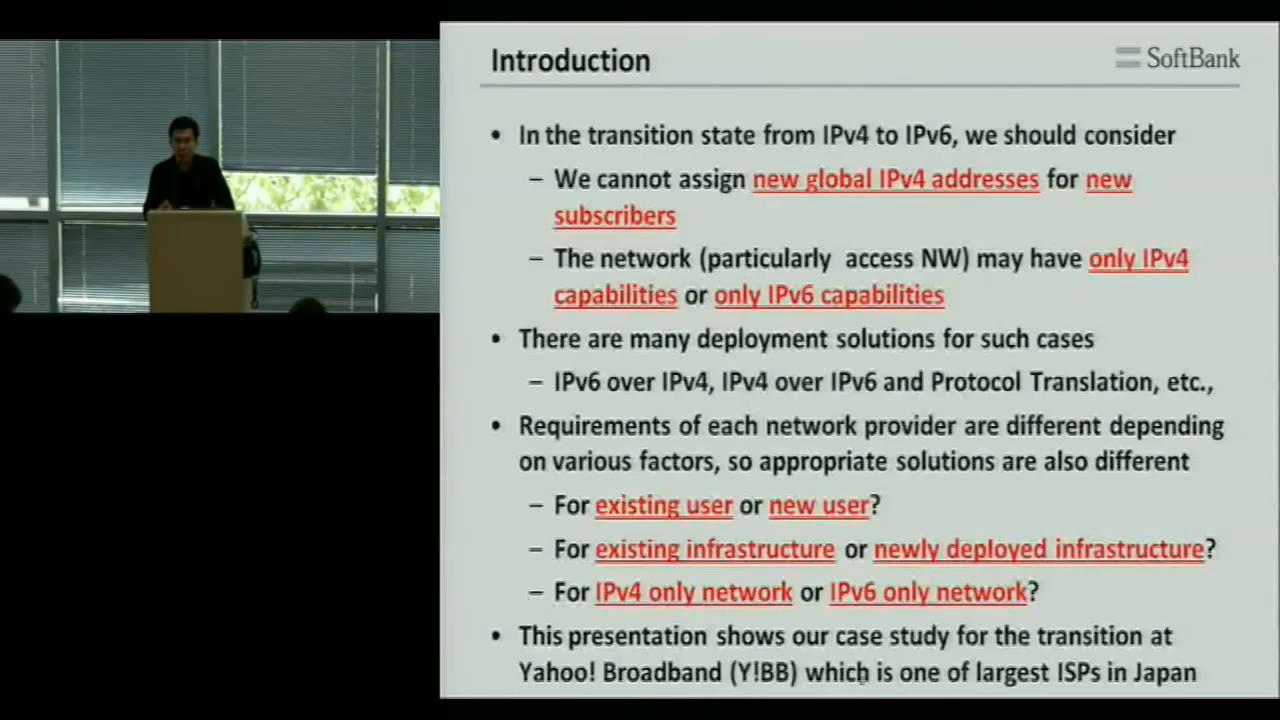 Introduction
SoftBank
• In the transition state from IPv4 to IPv6, we should consider
– We cannot assign new global IPv4 addresses for new
subscribers
– The network (particularly access NW) may have only IPv4
capabilities or only IPv6 capabilities
• There are many deployment solutions for such cases
– IPv6 over IPv4, IPv4 over IPv6 and Protocol Translation, etc.,
• Requirements of each network provider are different depending
on various factors, so appropriate solutions are also different
– For existing user or new user?
– For existing infrastructure or newly deployed infrastructure?
– For IPv4 only network or IPv6 only network?
• This presentation shows our case study for the transition at
Yahoo! Broadband (Y!BB) which is one of largest ISPs in Japan